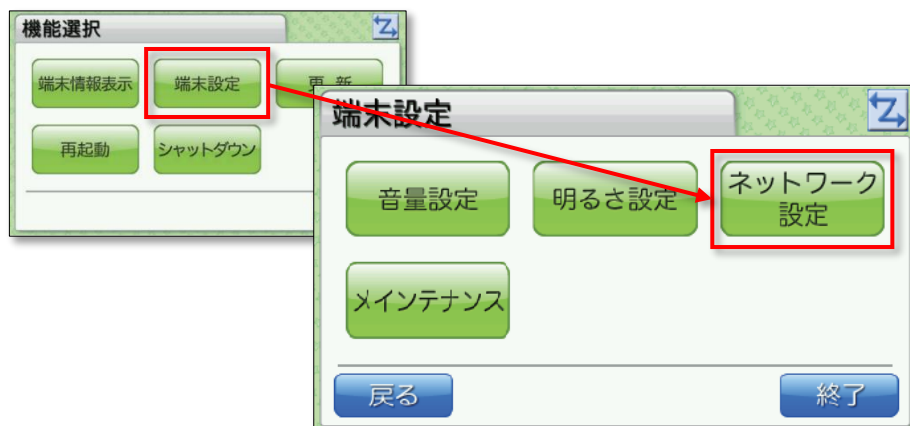 機能選択
端末情報表示
端末設定
更 新
再起動
シャットダウン
端末設定
音量設定
明るさ設定
ネットワーク
設定
メインテナンス
戻る
終了